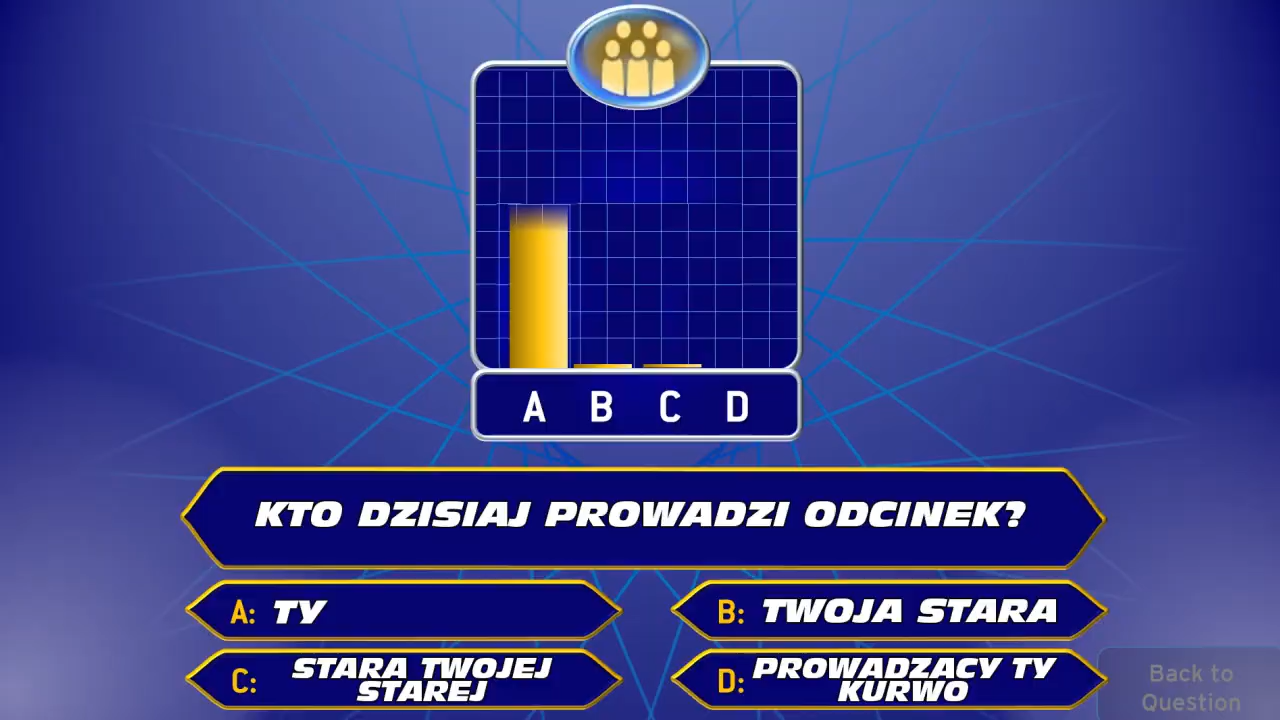 A B C D
KTO DZISIAJ PROWADZI ODCINEK?
A: TY
B: TWOJA STARA
C: STARA TWOJEJ
STAREJ
D: PROWADZACY TY
KURWO
Back to
Question